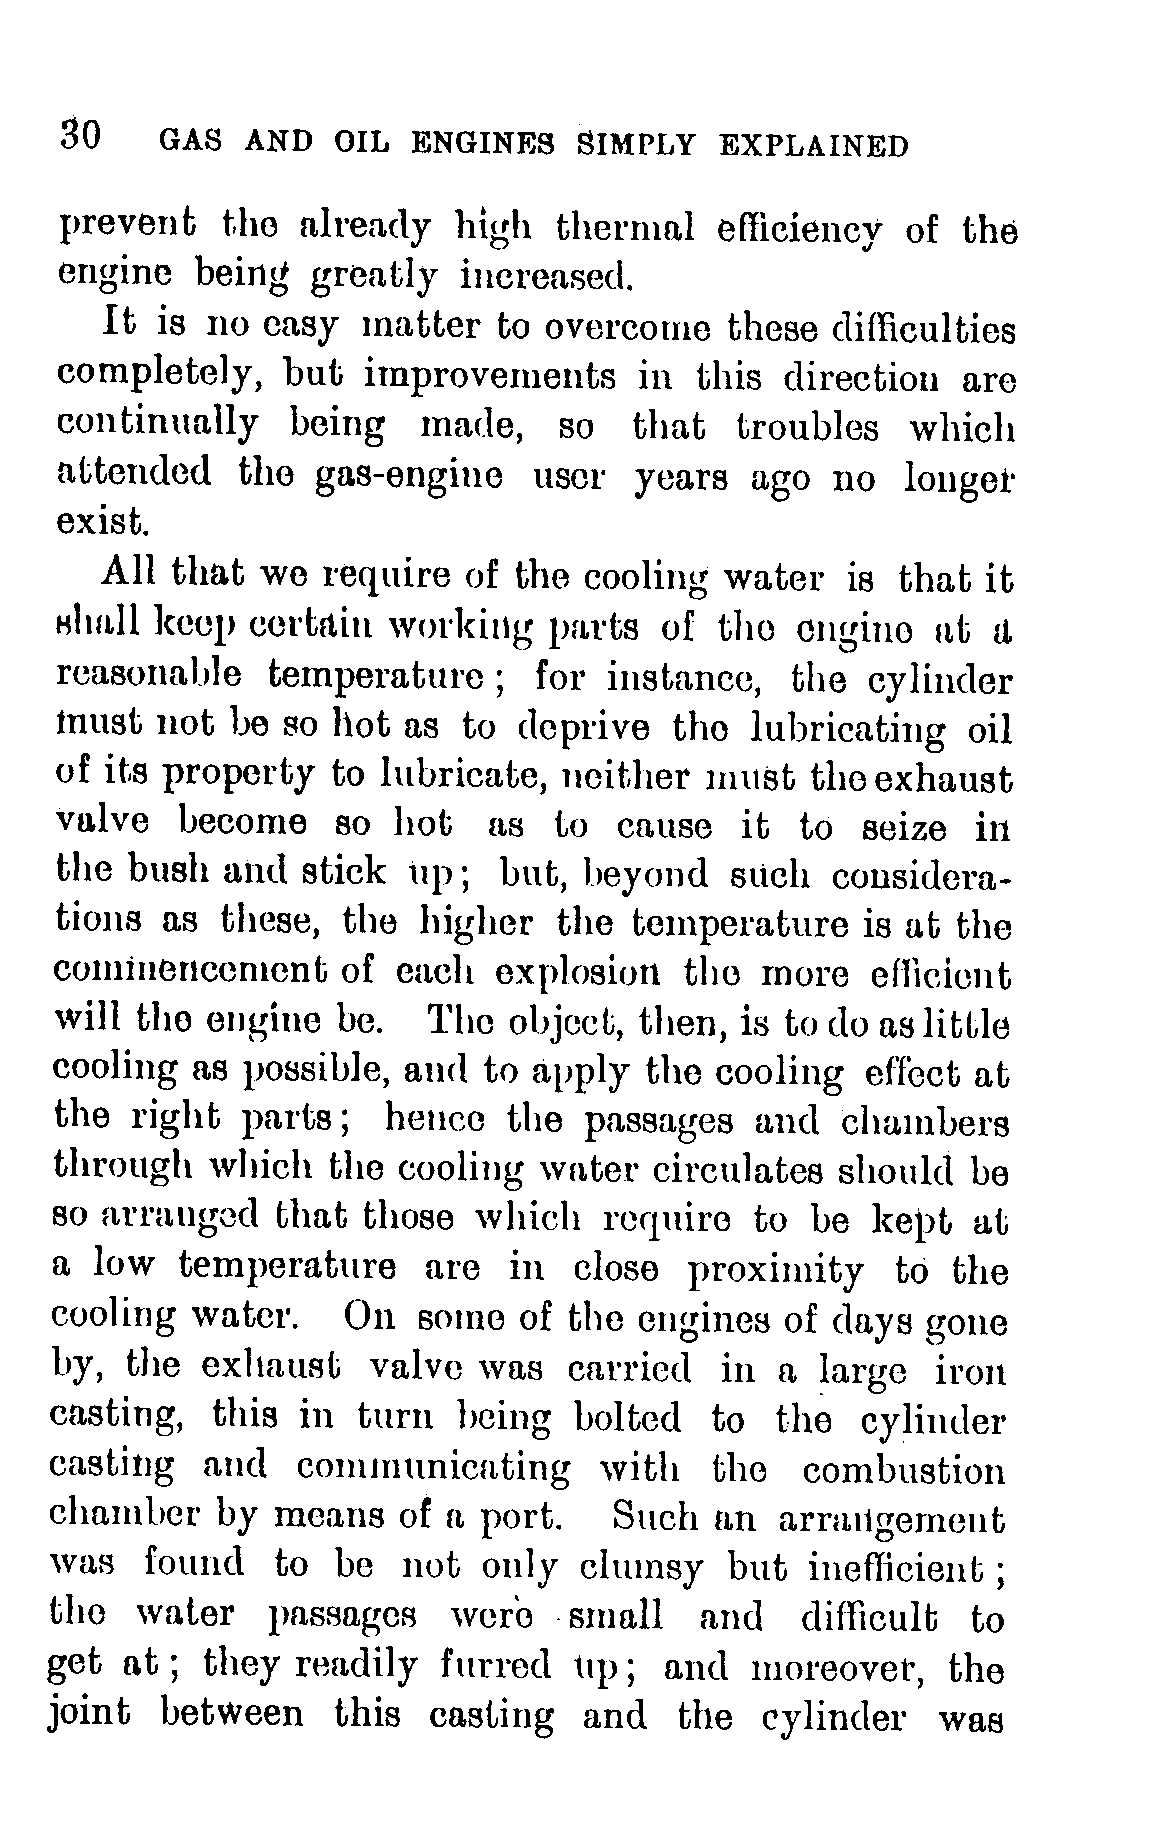 30 GAS AND OIL ENGINES SIMPLY EXPLAINED
prevent the already high thermal efficiency of the
engine being greatly increased.
It is no easy matter to overcome these difficulties
completely, but improvements in this direction are
continually being made, so that troubles which
attended the gas-engine user years ago no longer
exist.
All that we require of the cooling water is that it
shall keep certain working parts of the engine at a
reasonable temperature; for instance, the cylinder
must not be so hot as to deprive the lubricating oil
of its property to lubricate, neither must the exhaust
valve become so hot as to cause it to seize in
the bush and stick up; but, beyond such considera-
tions as these, the higher the temperature is at the
commencement of each explosion the more efficient
will the engine be. The object, then, is to do as little
cooling as possible, and to apply the cooling effect at
the right parts; hence the passages and chambers
through which the cooling water circulates should be
so arranged that those which require to be kept at
a low temperature are in close proximity to the
cooling water. On some of the engines of days gone
by, the exhaust valve was carried in a large iron
casting, this in turn being bolted to the cylinder
casting and communicating with the combustion
chamber by means of a port. Such an arrangement
was found to be not only clumsy but inefficient;
the water passages were small and difficult to
get at; they readily furred up; and moreover, the
joint between this casting and the cylinder was